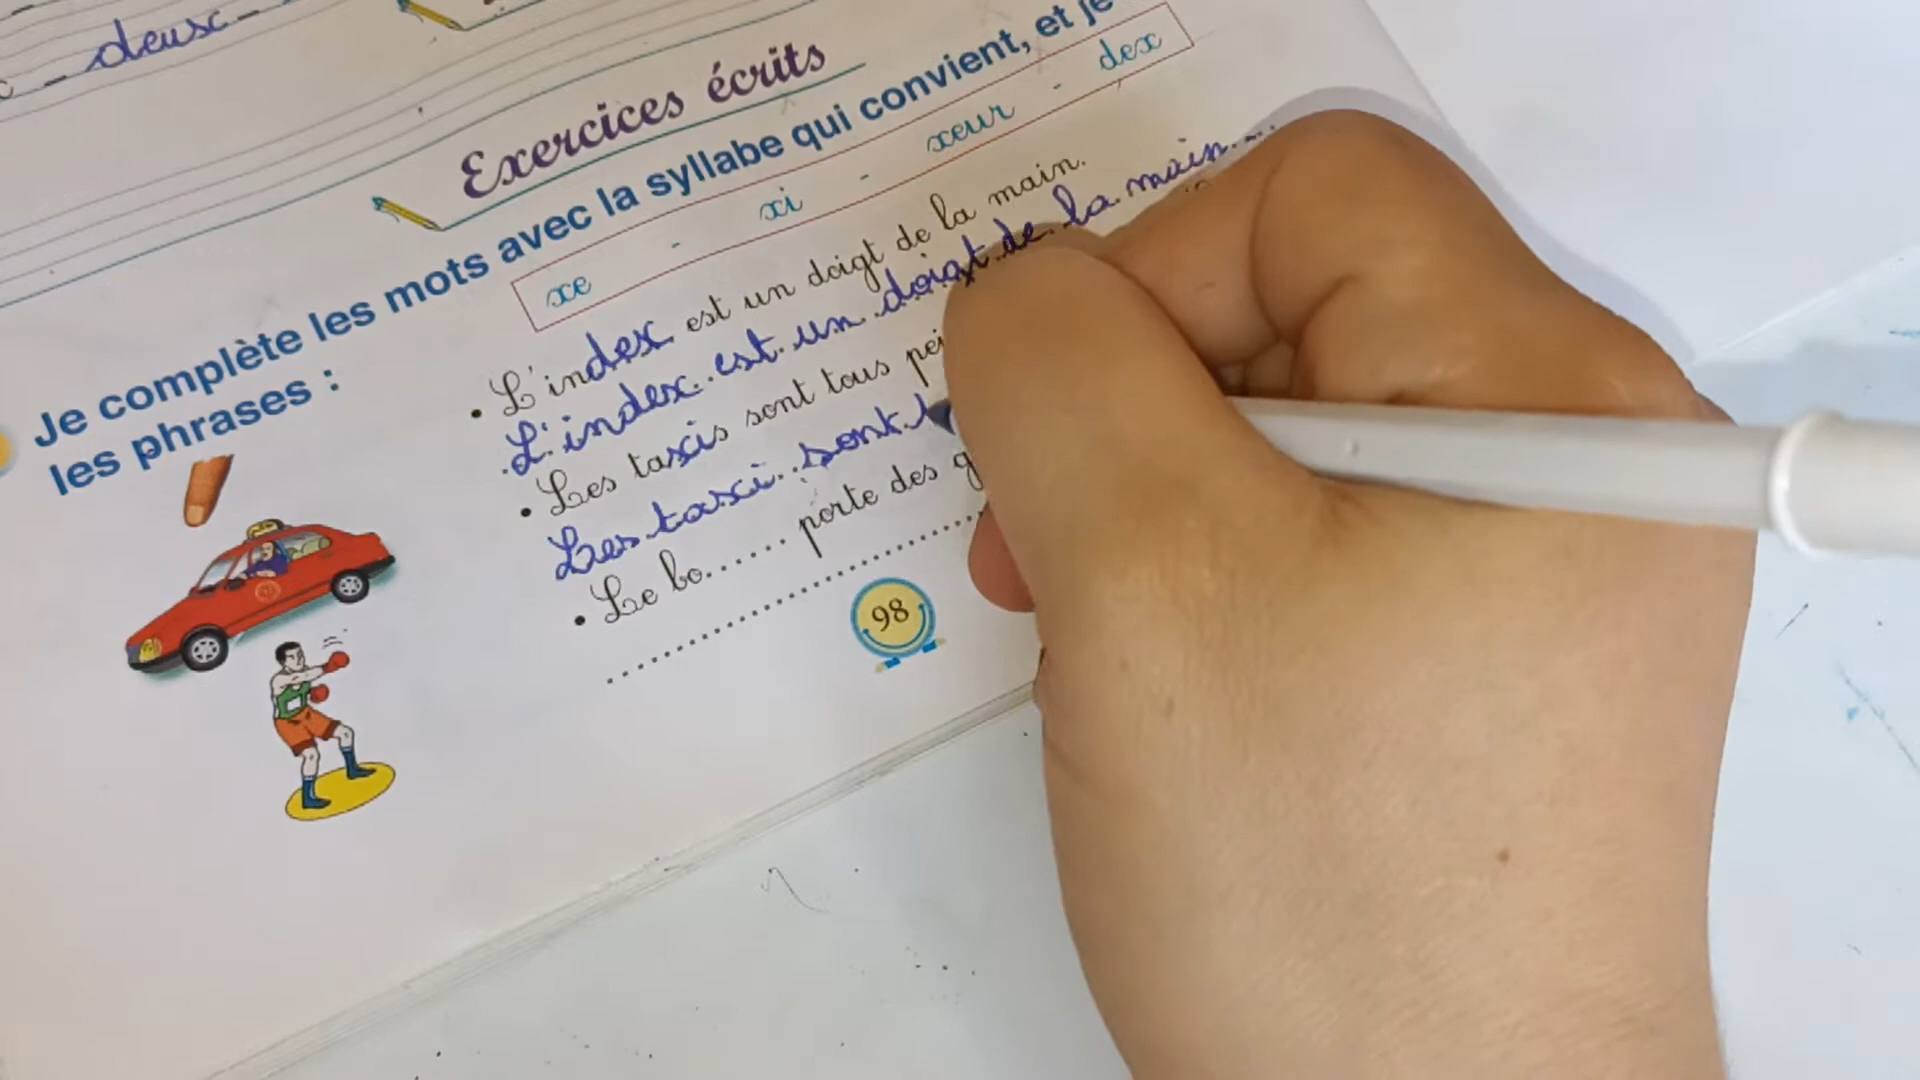 deux
Exercices écrits
Je complète les mots avec la syllabe qui convient, et je
les phrases :
xe - xi - xeur - dex
• L'index est un doigt de la main.
L'index est un doigt de la main
• Les taxis sont tous
Les taxi sont
• Le bo...... porte des
98